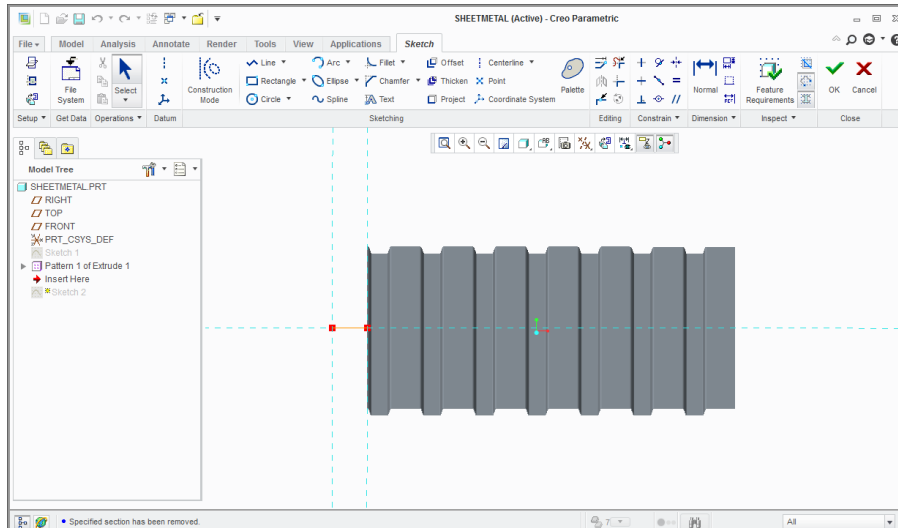 SHEETMETAL (Active) - Creo Parametric
File Model Analysis Annotate Render Tools View Applications Sketch
Line Arc Fillet Offset Centerline
Rectangle Ellipse Chamfer Thicken Point
Circle Spline Text Project Coordinate System
File System
Select
Construction Mode
Palette
Normal
Feature Requirements
OK Cancel
Setup Get Data Operations Datum Sketching Editing Constrain Dimension Inspect Close
Model Tree
SHEETMETAL.PRT
RIGHT
TOP
FRONT
PRT_CSYS_DEF
Sketch 1
Pattern 1 of Extrude 1
Insert Here
Sketch 2
Specified section has been removed.
7
All